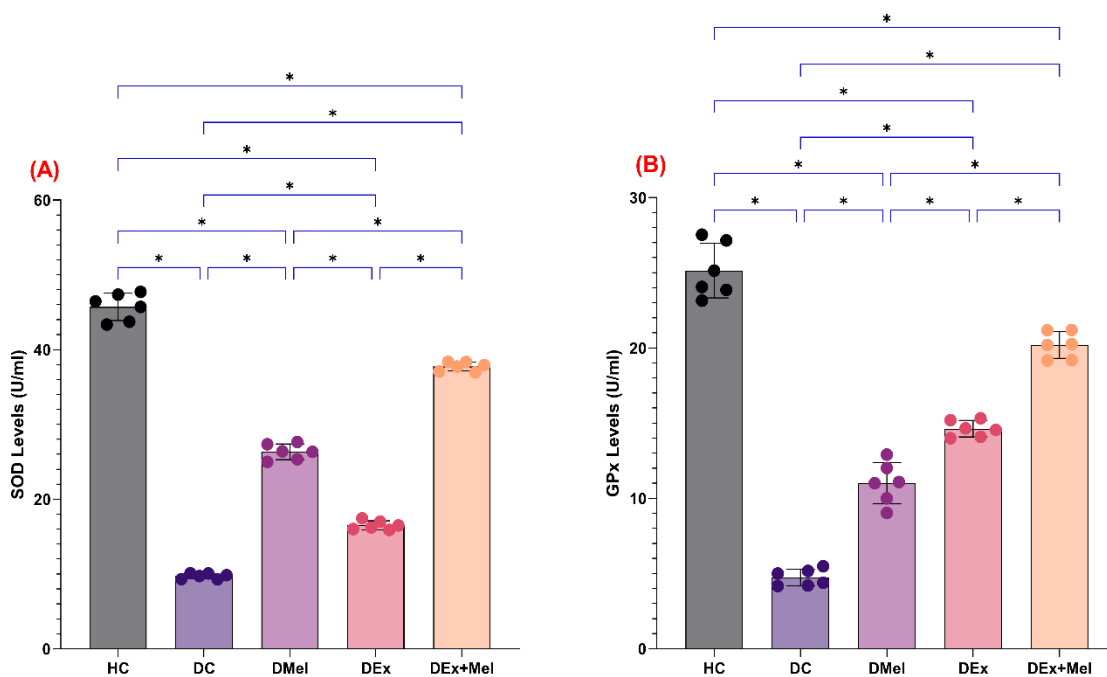 (A)
* * * * * * * * * *
SOD Levels (U/ml)
60
40
20
0
HC DC DMel DEx DEx+Mel
(B)
* * * * * * * * * *
GPx Levels (U/ml)
30
20
10
0
HC DC DMel DEx DEx+Mel